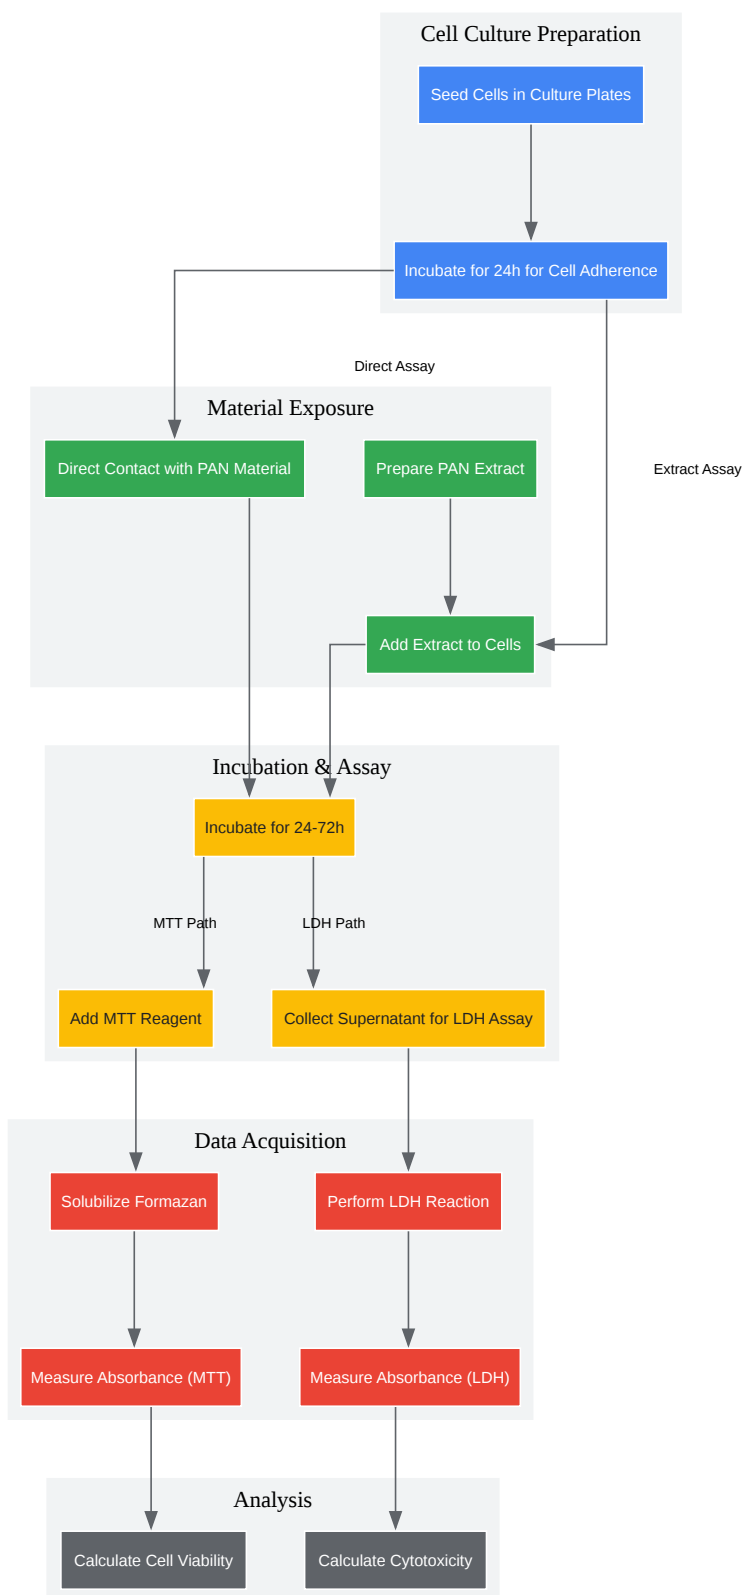 Cell Culture Preparation
Seed Cells in Culture Plates
Incubate for 24h for Cell Adherence
Direct Assay
Material Exposure
Direct Contact with PAN Material
Prepare PAN Extract
Extract Assay
Add Extract to Cells
Incubation & Assay
Incubate for 24-72h
MTT Path
LDH Path
Add MTT Reagent
Collect Supernatant for LDH Assay
Data Acquisition
Solubilize Formazan
Perform LDH Reaction
Measure Absorbance (MTT)
Measure Absorbance (LDH)
Analysis
Calculate Cell Viability
Calculate Cytotoxicity